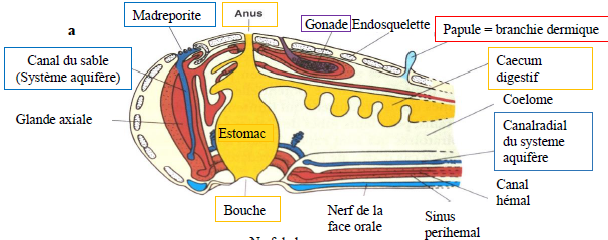 Madreporite
Anus
a
Gonade
Endosquelette
Papule = branchie dermique
Canal du sable
(Système aquifère)
Caecum
digestif
Coelome
Glande axiale
Estomac
Canalradial
du systeme
aquifère
Canal
hémal
Bouche
Nerf de la
face orale
Sinus
perihemal